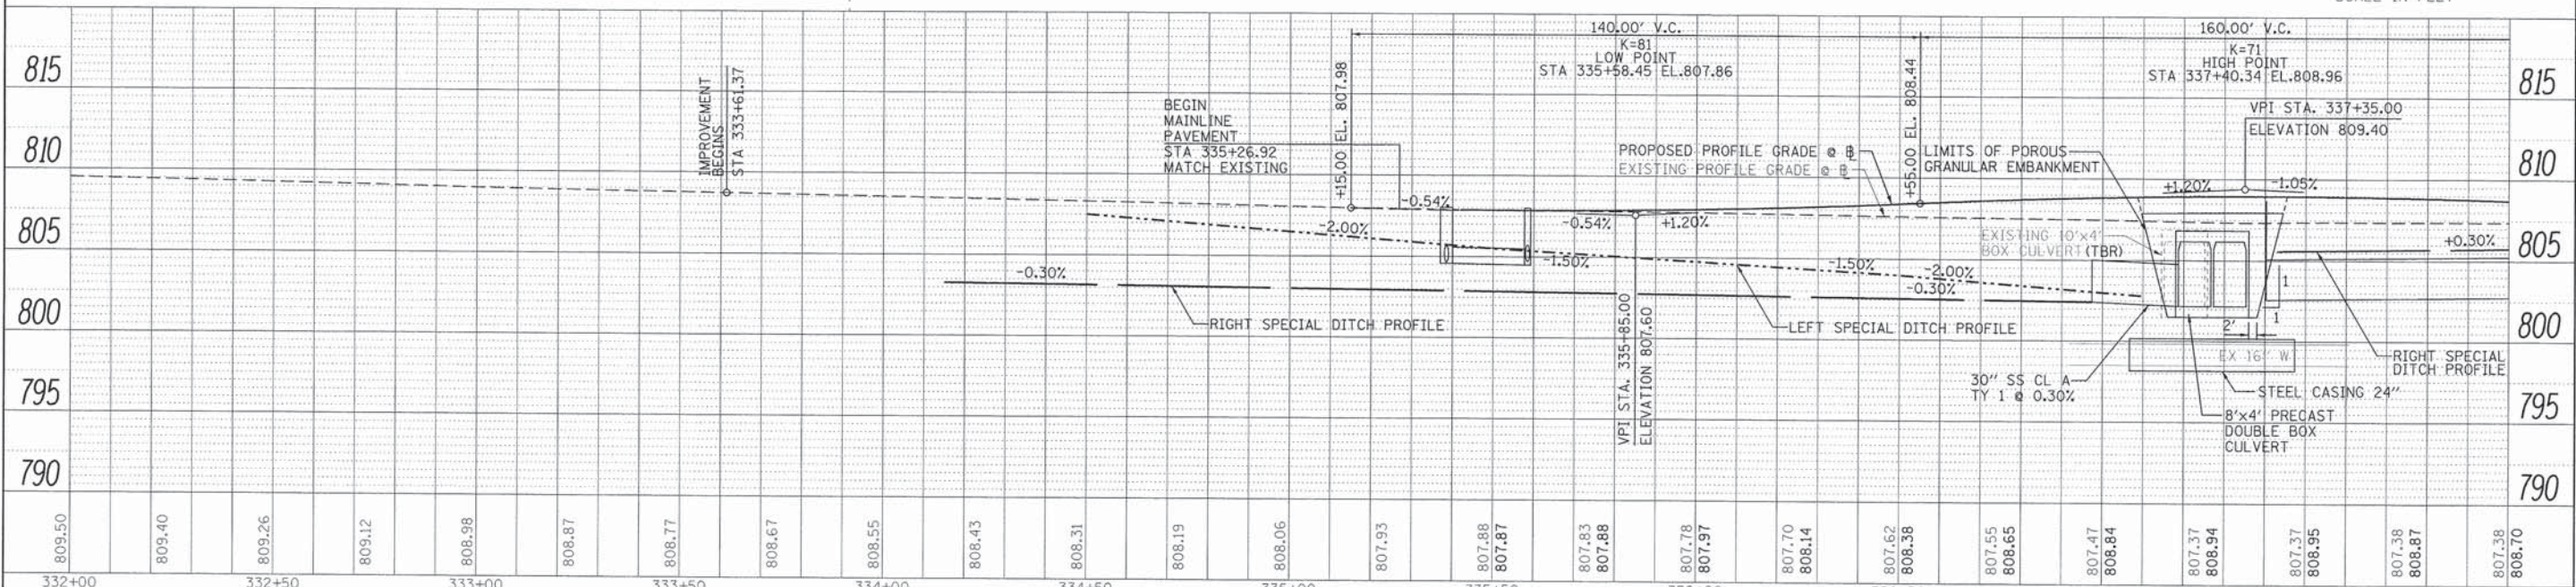 140.00' V.C.
K=81
LOW POINT
STA 335+58.45 EL.807.86
160.00' V.C.
K=71
HIGH POINT
STA 337+40.34 EL.808.96
815
815
IMPROVEMENT
BEGINS
STA 333+61.37
BEGIN
MAINLINE
PAVEMENT
STA 335+26.92
MATCH EXISTING
+15.00 EL. 807.98
+55.00 EL. 808.44
VPI STA. 337+35.00
ELEVATION 809.40
810
810
PROPOSED PROFILE GRADE @ ℄
EXISTING PROFILE GRADE @ ℄
LIMITS OF POROUS
GRANULAR EMBANKMENT
+1.20%
-1.05%
-0.54%
-2.00%
-0.54%
+1.20%
805
805
EXISTING 10'x4'
BOX CULVERT (TBR)
+0.30%
-1.50%
-1.50%
-2.00%
-0.30%
-0.30%
1
1
2'
800
800
RIGHT SPECIAL DITCH PROFILE
LEFT SPECIAL DITCH PROFILE
VPI STA. 335+85.00
ELEVATION 807.60
EX 16" W
RIGHT SPECIAL
DITCH PROFILE
30" SS CL A
TY 1 @ 0.30%
STEEL CASING 24"
795
795
8'x4' PRECAST
DOUBLE BOX
CULVERT
790
790
809.50
809.40
809.26
809.12
808.98
808.87
808.77
808.67
808.55
808.43
808.31
808.19
808.06
807.93
807.88
807.87
807.83
807.88
807.78
807.97
807.70
808.14
807.62
808.38
807.55
808.65
807.47
808.84
807.37
808.94
807.37
808.95
807.38
808.87
807.38
808.70
332+00
332+50
333+00
333+50
334+00
334+50